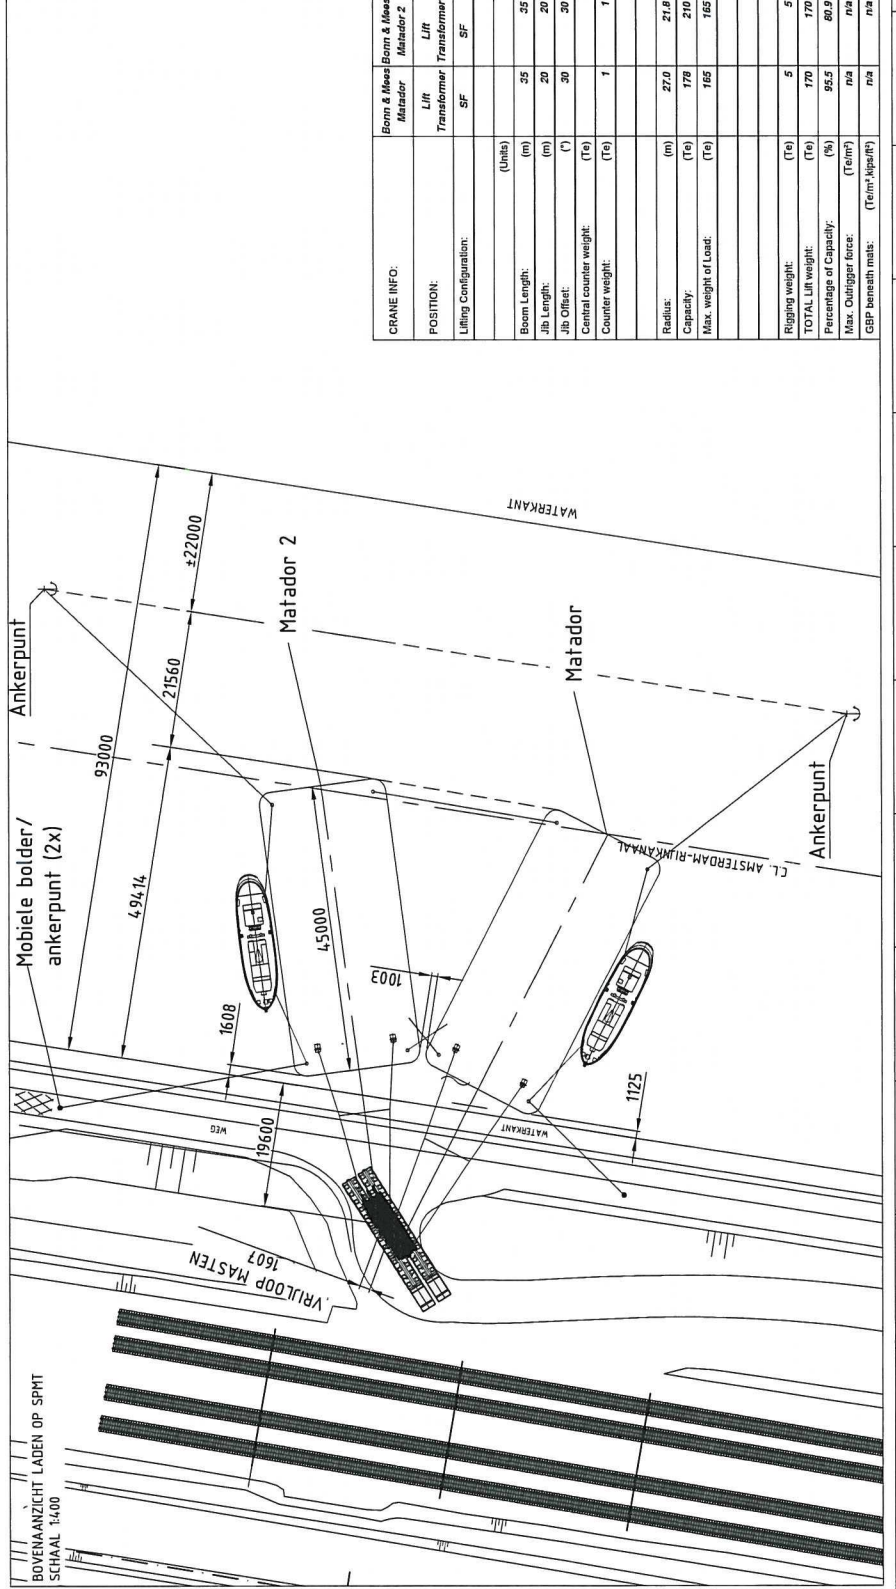 BOVENAANZICHT LADEN OP SPMT
SCHAAL 1:400
Mobiele bolder/
ankerpunt (2x)
Ankerpunt
93000
±22000
21560
49414
Matador 2
45000
1608
1003
WEG
19600
VRIJLOOP MASTEN
1607
WATERKANT
1125
WATERKANT
Matador
C.L. AMSTERDAM-RIJNKANAAL
Ankerpunt
CRANE INFO: Bonn & Mees Bonn & Mees
Matador Matador 2
POSITION: Lift Lift
Transformer Transformer
Lifting Configuration: SF SF
(Units)
Boom Length: (m) 35 35
Jib Length: (m) 20 20
Jib Offset: (°) 30 30
Central counter weight: (Te)
Counter weight: (Te) 1 1
Radius: (m) 27.0 21.8
Capacity: (Te) 178 210
Max. weight of Load: (Te) 165 165
Rigging weight: (Te) 5 5
TOTAL Lift weight: (Te) 170 170
Percentage of Capacity: (%) 95.5 80.9
Max. Outrigger force: (Te/m²) n/a n/a
GBP beneath mats: (Te/m²,kips/ft²) n/a n/a